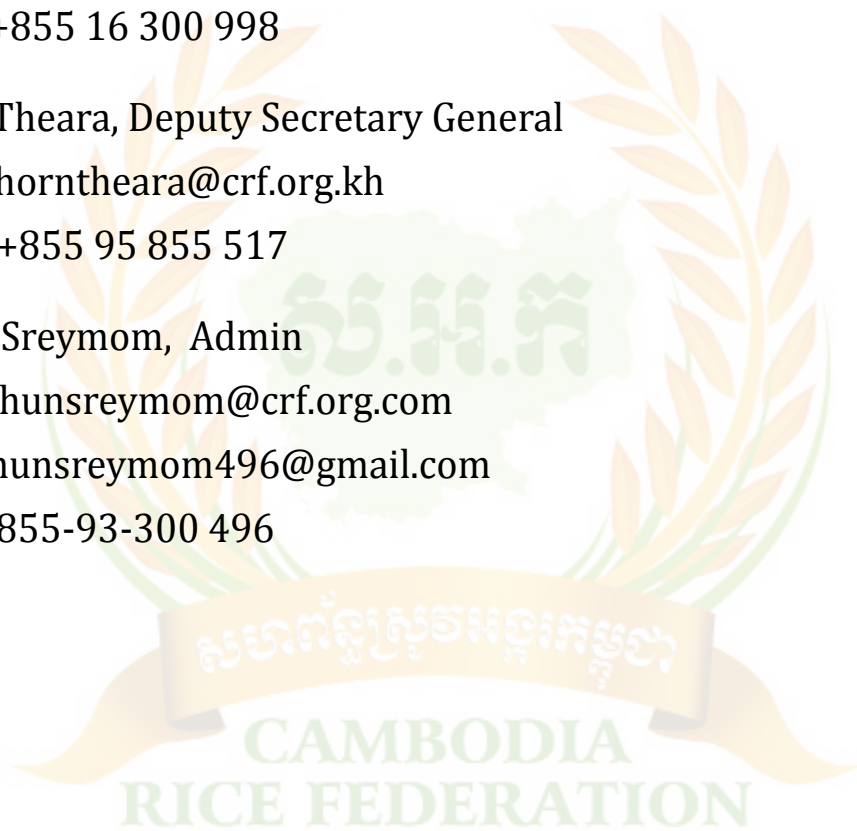 +855 16 300 998
Theara, Deputy Secretary General
horntheara@crf.org.kh
+855 95 855 517
Sreymom, Admin
hunsreymom@crf.org.com
hunsreymom496@gmail.com
855-93-300 496
ស.អ.ក
សហព័ន្ធស្រូវអង្ករកម្ពុជា
CAMBODIA
RICE FEDERATION